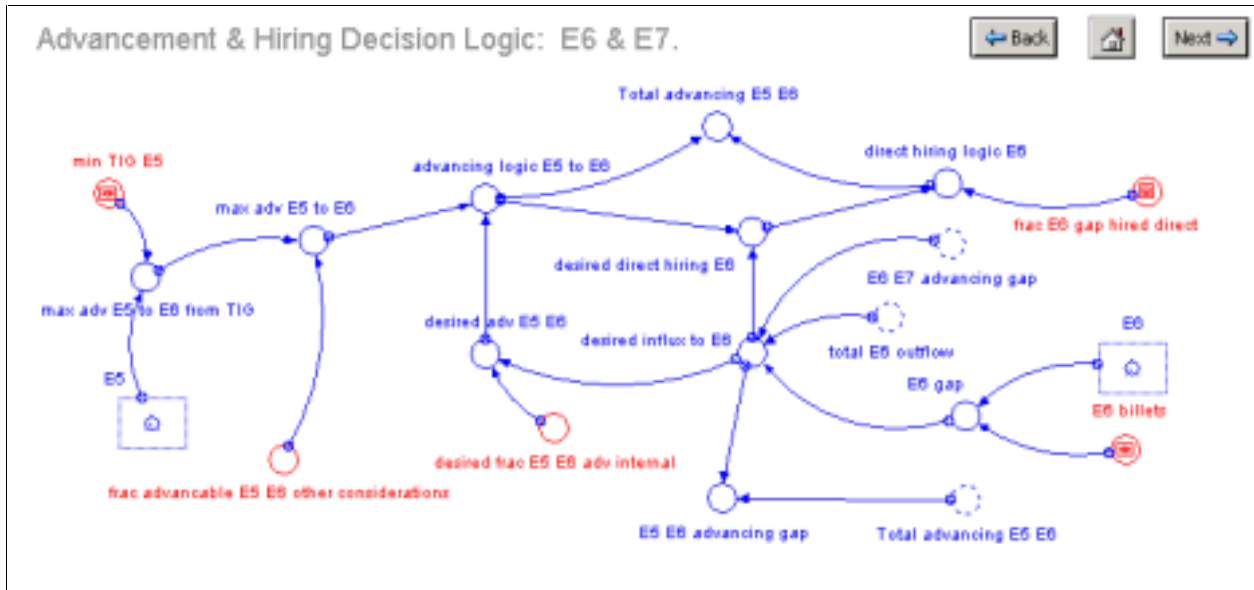 Advancement & Hiring Decision Logic: E6 & E7.
Back
Next
Total advancing E5 E6
min TIG E5
advancing logic E5 to E6
direct hiring logic E6
max adv E5 to E6
frac E6 gap hired direct
desired direct hiring E6
E6 E7 advancing gap
max adv E5 to E6 from TIG
desired adv E5 E6
desired influx to E6
total E6 outflow
E6
E5
E6 gap
E6 billets
desired frac E5 E6 adv internal
frac advancable E5 E6 other considerations
E5 E6 advancing gap
Total advancing E5 E6